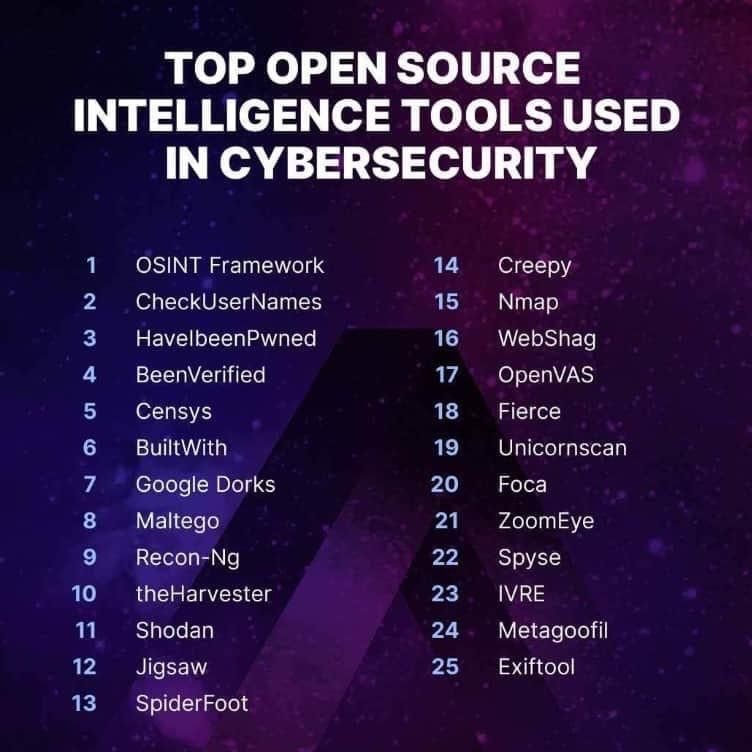 TOP OPEN SOURCE
INTELLIGENCE TOOLS USED
IN CYBERSECURITY
1 OSINT Framework
2 CheckUserNames
3 HaveIbeenPwned
4 BeenVerified
5 Censys
6 BuiltWith
7 Google Dorks
8 Maltego
9 Recon-Ng
10 theHarvester
11 Shodan
12 Jigsaw
13 SpiderFoot
14 Creepy
15 Nmap
16 WebShag
17 OpenVAS
18 Fierce
19 Unicornscan
20 Foca
21 ZoomEye
22 Spyse
23 IVRE
24 Metagoofil
25 Exiftool